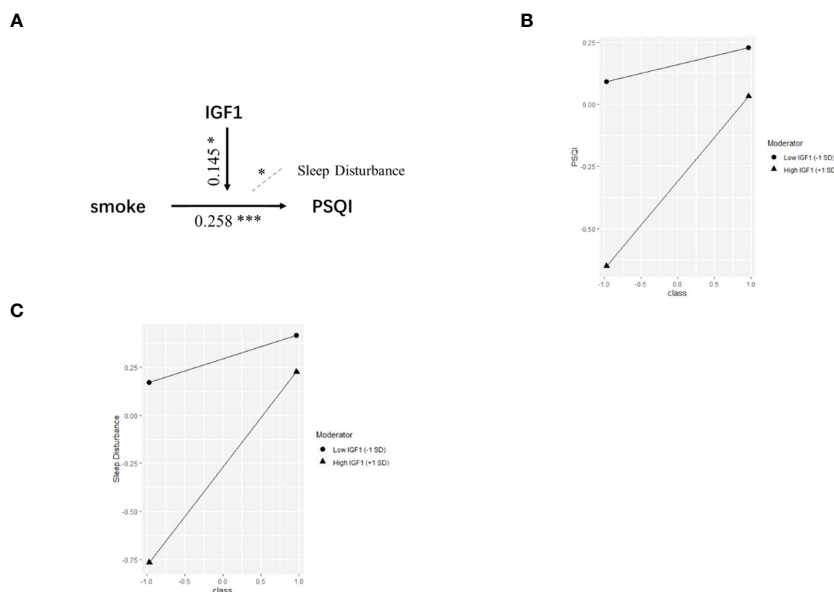 A
IGF1
0.145 *
*
Sleep Disturbance
smoke
PSQI
0.258 ***
B
0.25
0.00
-0.25
-0.50
PSQI
-1.0 -0.5 0.0 0.5 1.0
class
Moderator
Low IGF1 (-1 SD)
High IGF1 (+1 SD
C
0.25
0.00
-0.25
-0.50
-0.75
Sleep Disturbance
-1.0 -0.5 0.0 0.5 1.0
class
Moderator
Low IGF1 (-1 SD)
High IGF1 (+1 SD)